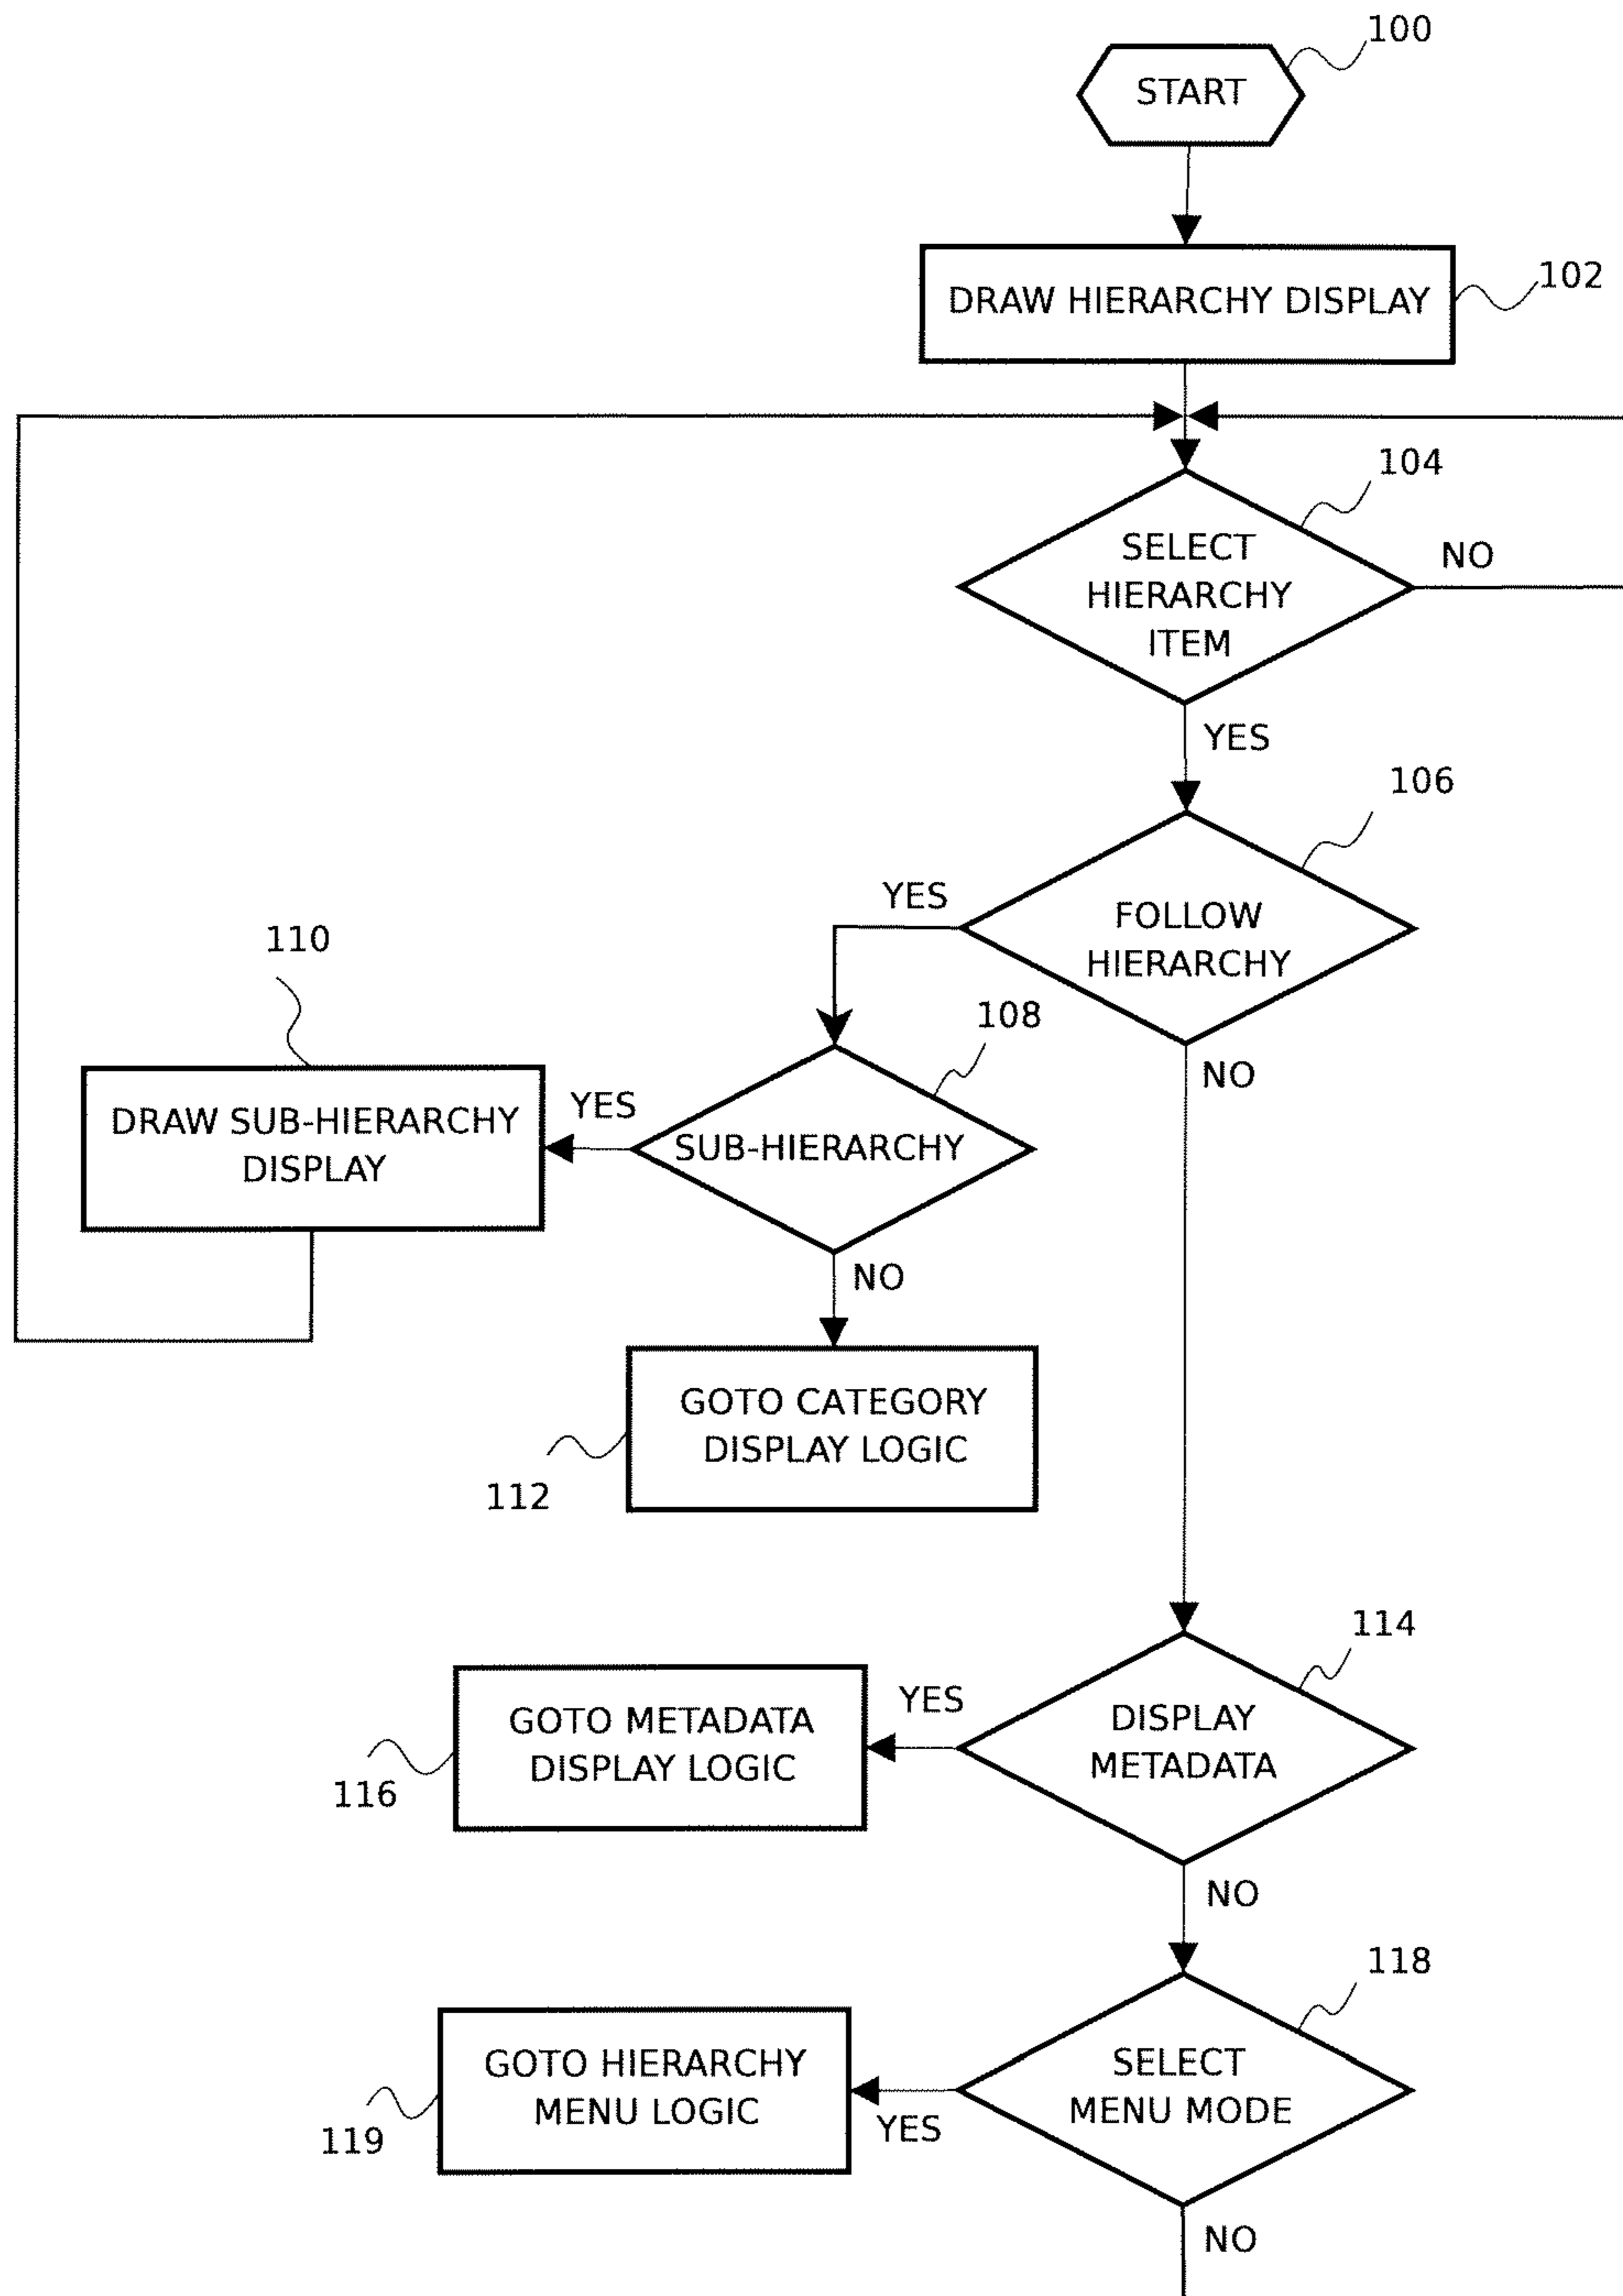 100
START
102
DRAW HIERARCHY DISPLAY
104
SELECT
HIERARCHY
ITEM
NO
YES
106
FOLLOW
HIERARCHY
YES
NO
110
108
DRAW SUB-HIERARCHY
DISPLAY
YES
SUB-HIERARCHY
NO
GOTO CATEGORY
DISPLAY LOGIC
112
114
DISPLAY
METADATA
YES
GOTO METADATA
DISPLAY LOGIC
116
NO
118
SELECT
MENU MODE
YES
GOTO HIERARCHY
MENU LOGIC
119
NO